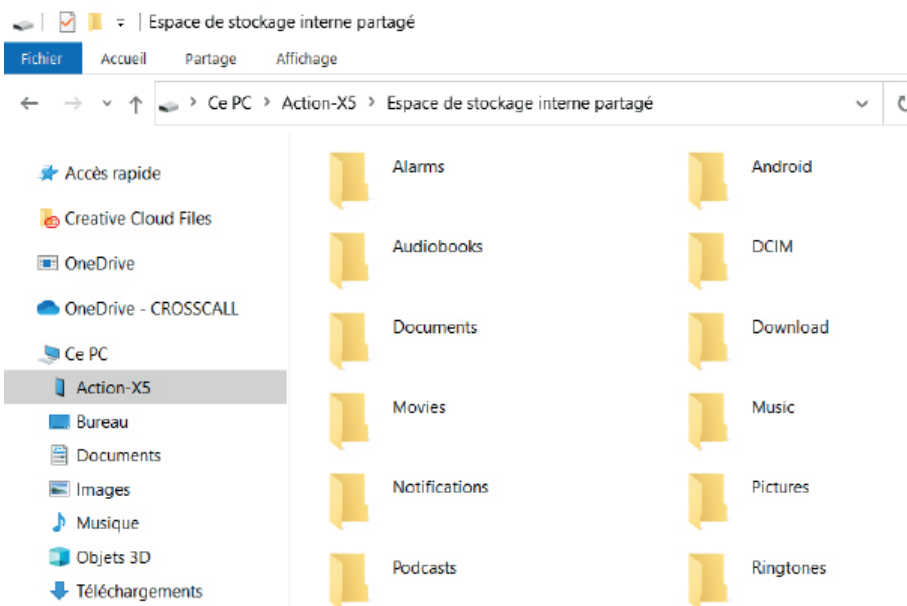 Espace de stockage interne partagé
Fichier Accueil Partage Affichage
Ce PC > Action-X5 > Espace de stockage interne partagé
Accès rapide
Creative Cloud Files
OneDrive
OneDrive - CROSSCALL
Ce PC
Action-X5
Bureau
Documents
Images
Musique
Objets 3D
Téléchargements
Alarms Android
Audiobooks DCIM
Documents Download
Movies Music
Notifications Pictures
Podcasts Ringtones